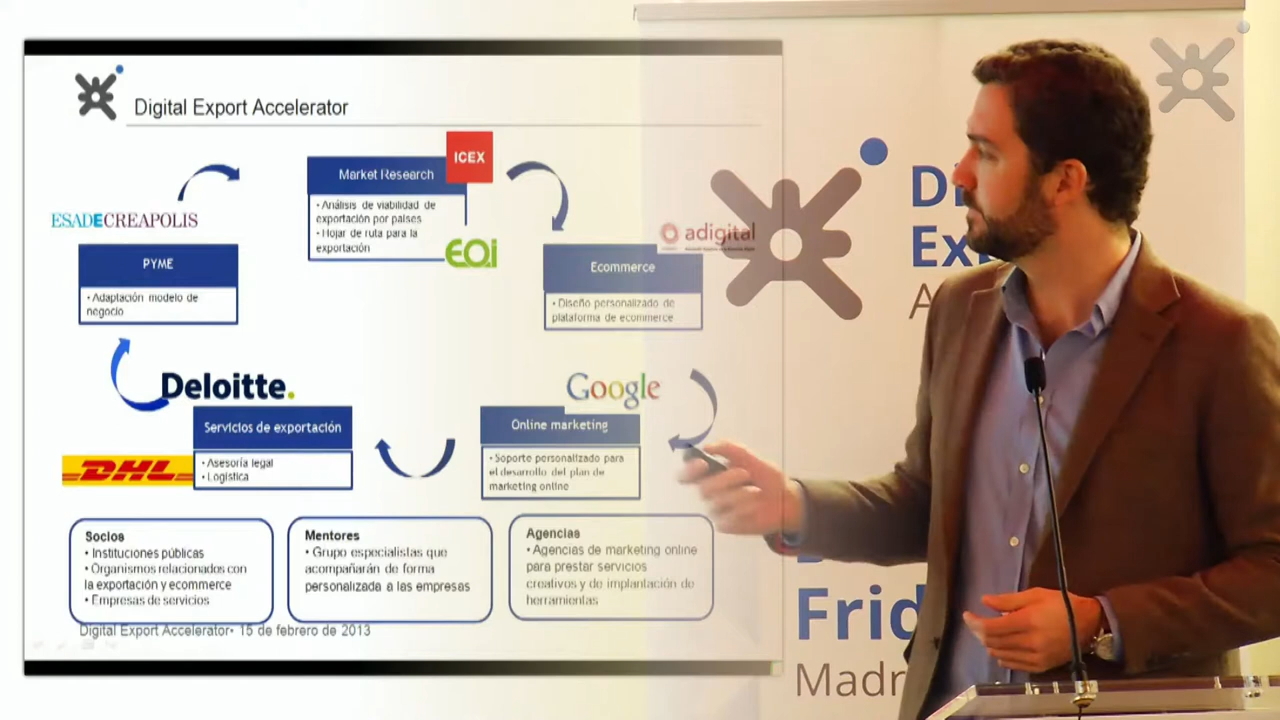 Digital Export Accelerator
ICEX
Market Research
• Análisis de viabilidad de
exportación por países
• Hojar de ruta para la
exportación
EOi
ESADECREAPOLIS
PYME
• Adaptación modelo de
negocio
adigital
Ecommerce
• Diseño personalizado de
plataforma de ecommerce
Deloitte.
Servicios de exportación
• Asesoría legal
• Logística
DHL
Google
Online marketing
• Soporte personalizado para
el desarrollo del plan de
marketing online
Socios
• Instituciones públicas
• Organismos relacionados con
la exportación y ecommerce
• Empresas de servicios
Mentores
• Grupo especialistas que
acompañarán de forma
personalizada a las empresas
Agencias
• Agencias de marketing online
para prestar servicios
creativos y de implantación de
herramientas
Digital Export Accelerator• 15 de febrero de 2013
Di
Ex
A
Frid
Madr